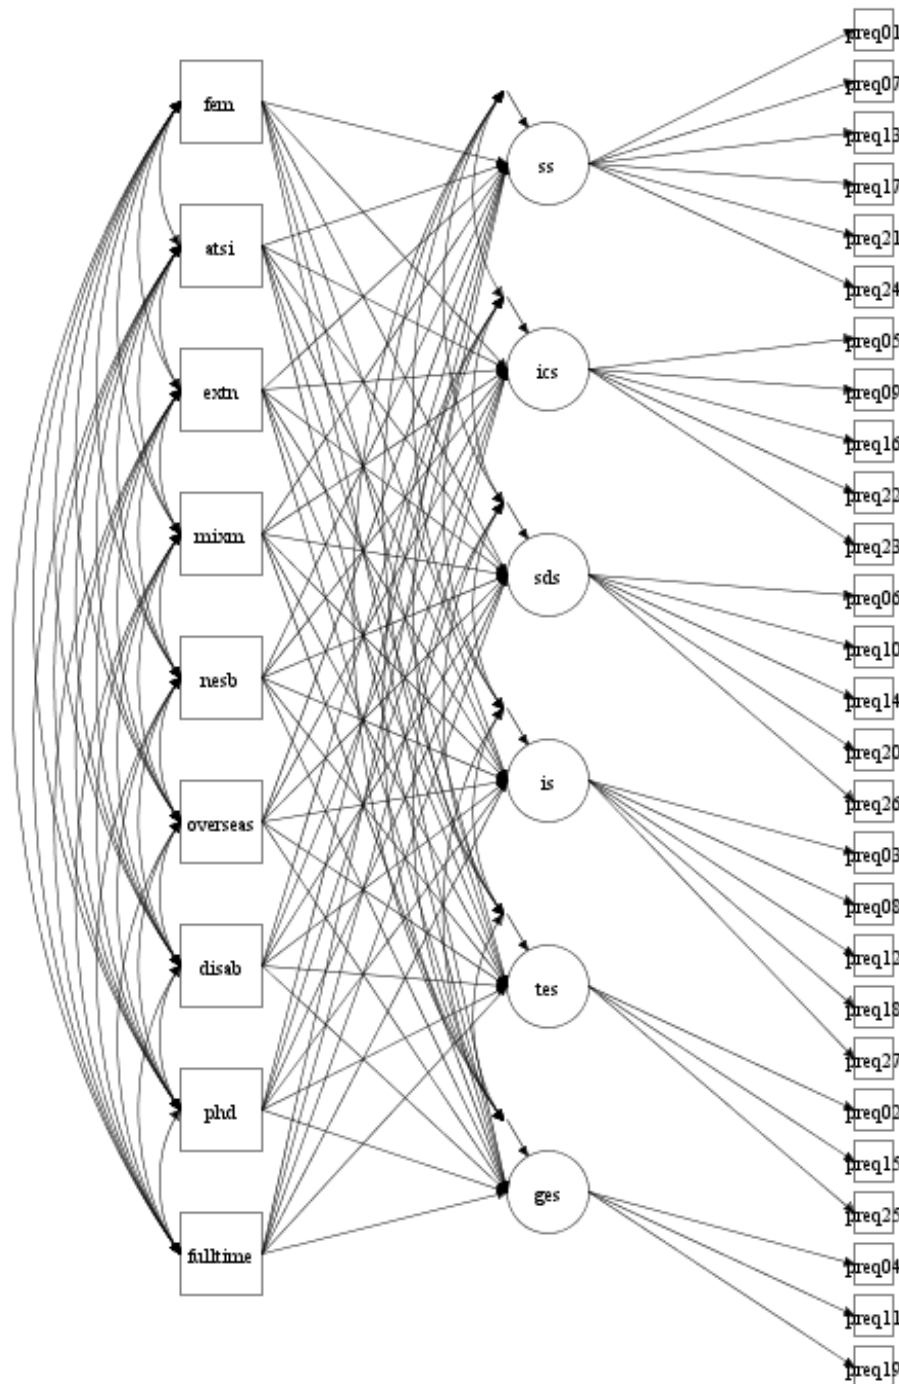 fem
atsi
extn
mixm
nesb
overseas
disab
phd
fulltime
ss
ics
sds
is
tes
ges
preq01
preq07
preq13
preq17
preq21
preq24
preq05
preq09
preq16
preq22
preq23
preq06
preq10
preq14
preq20
preq26
preq03
preq08
preq12
preq18
preq27
preq02
preq15
preq25
preq04
preq11
preq19